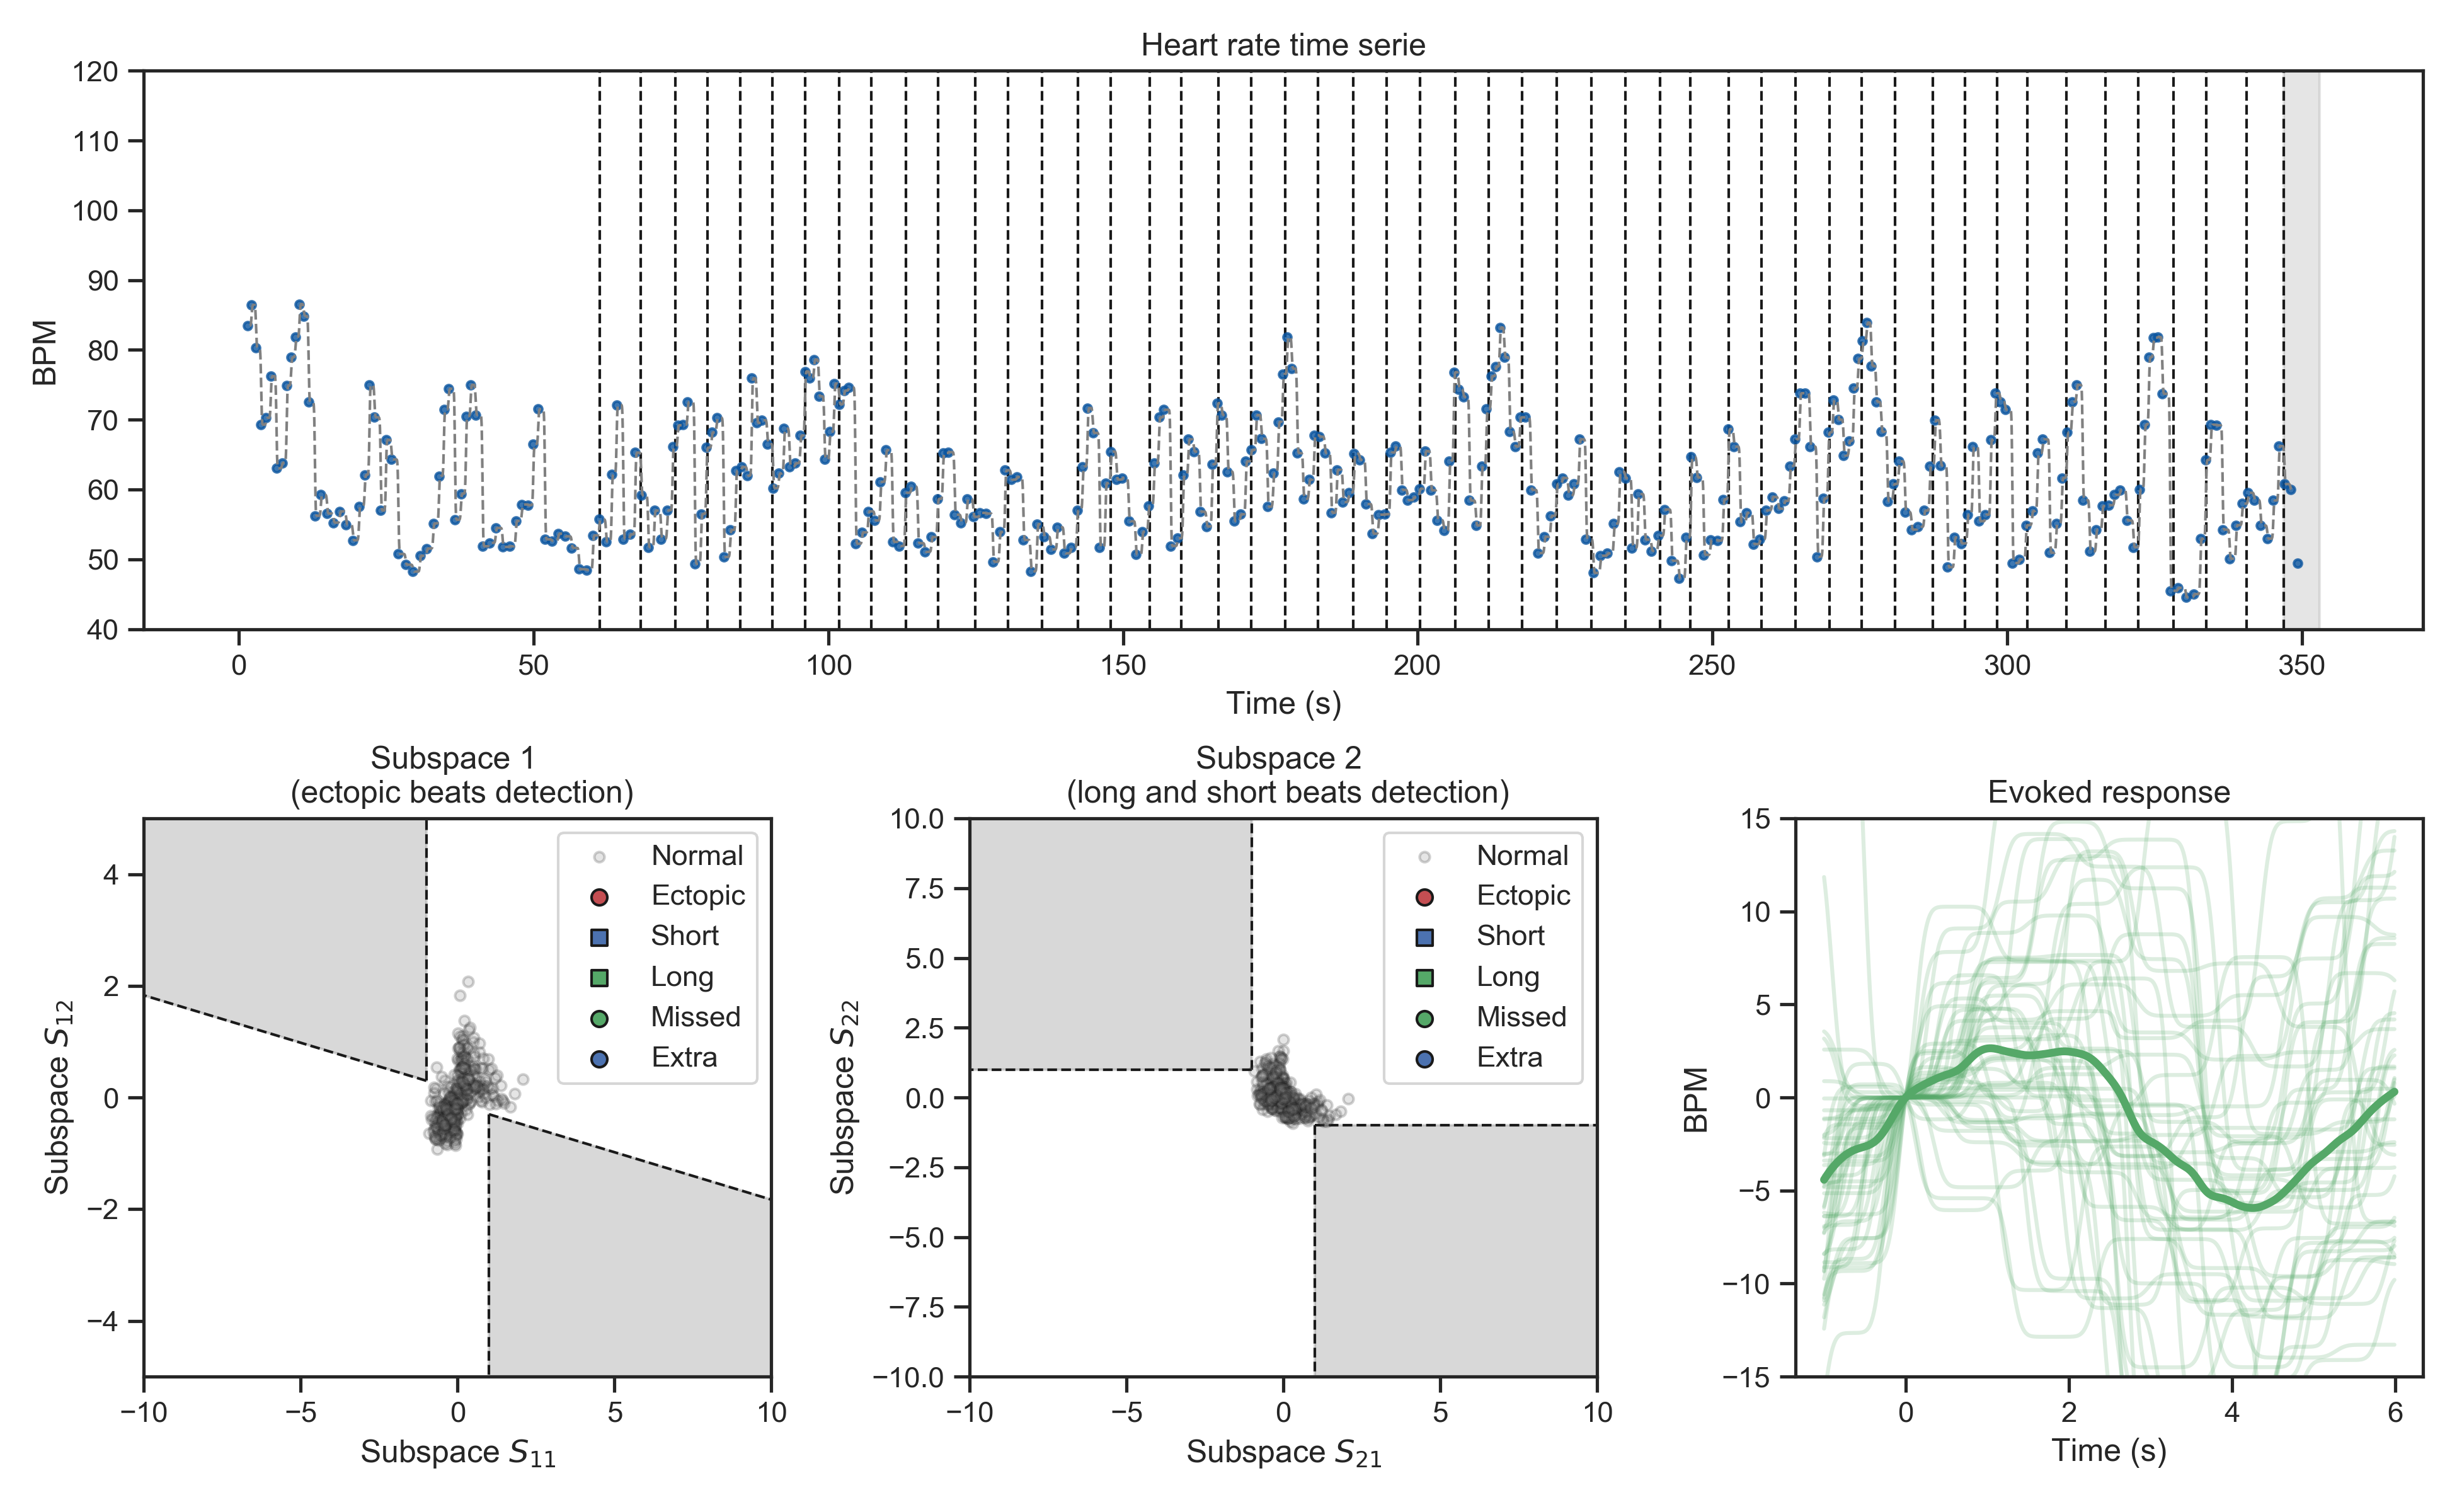 Heart rate time serie
120
110
100
90
80
70
60
50
40
BPM
0 50 100 150 200 250 300 350
Time (s)
Subspace 1
(ectopic beats detection)
4
2
0
−2
−4
Subspace S12
Normal
Ectopic
Short
Long
Missed
Extra
−10 −5 0 5 10
Subspace S11
Subspace 2
(long and short beats detection)
10.0
7.5
5.0
2.5
0.0
−2.5
−5.0
−7.5
−10.0
Subspace S22
Normal
Ectopic
Short
Long
Missed
Extra
−10 −5 0 5 10
Subspace S21
Evoked response
15
10
5
0
−5
−10
−15
BPM
0 2 4 6
Time (s)